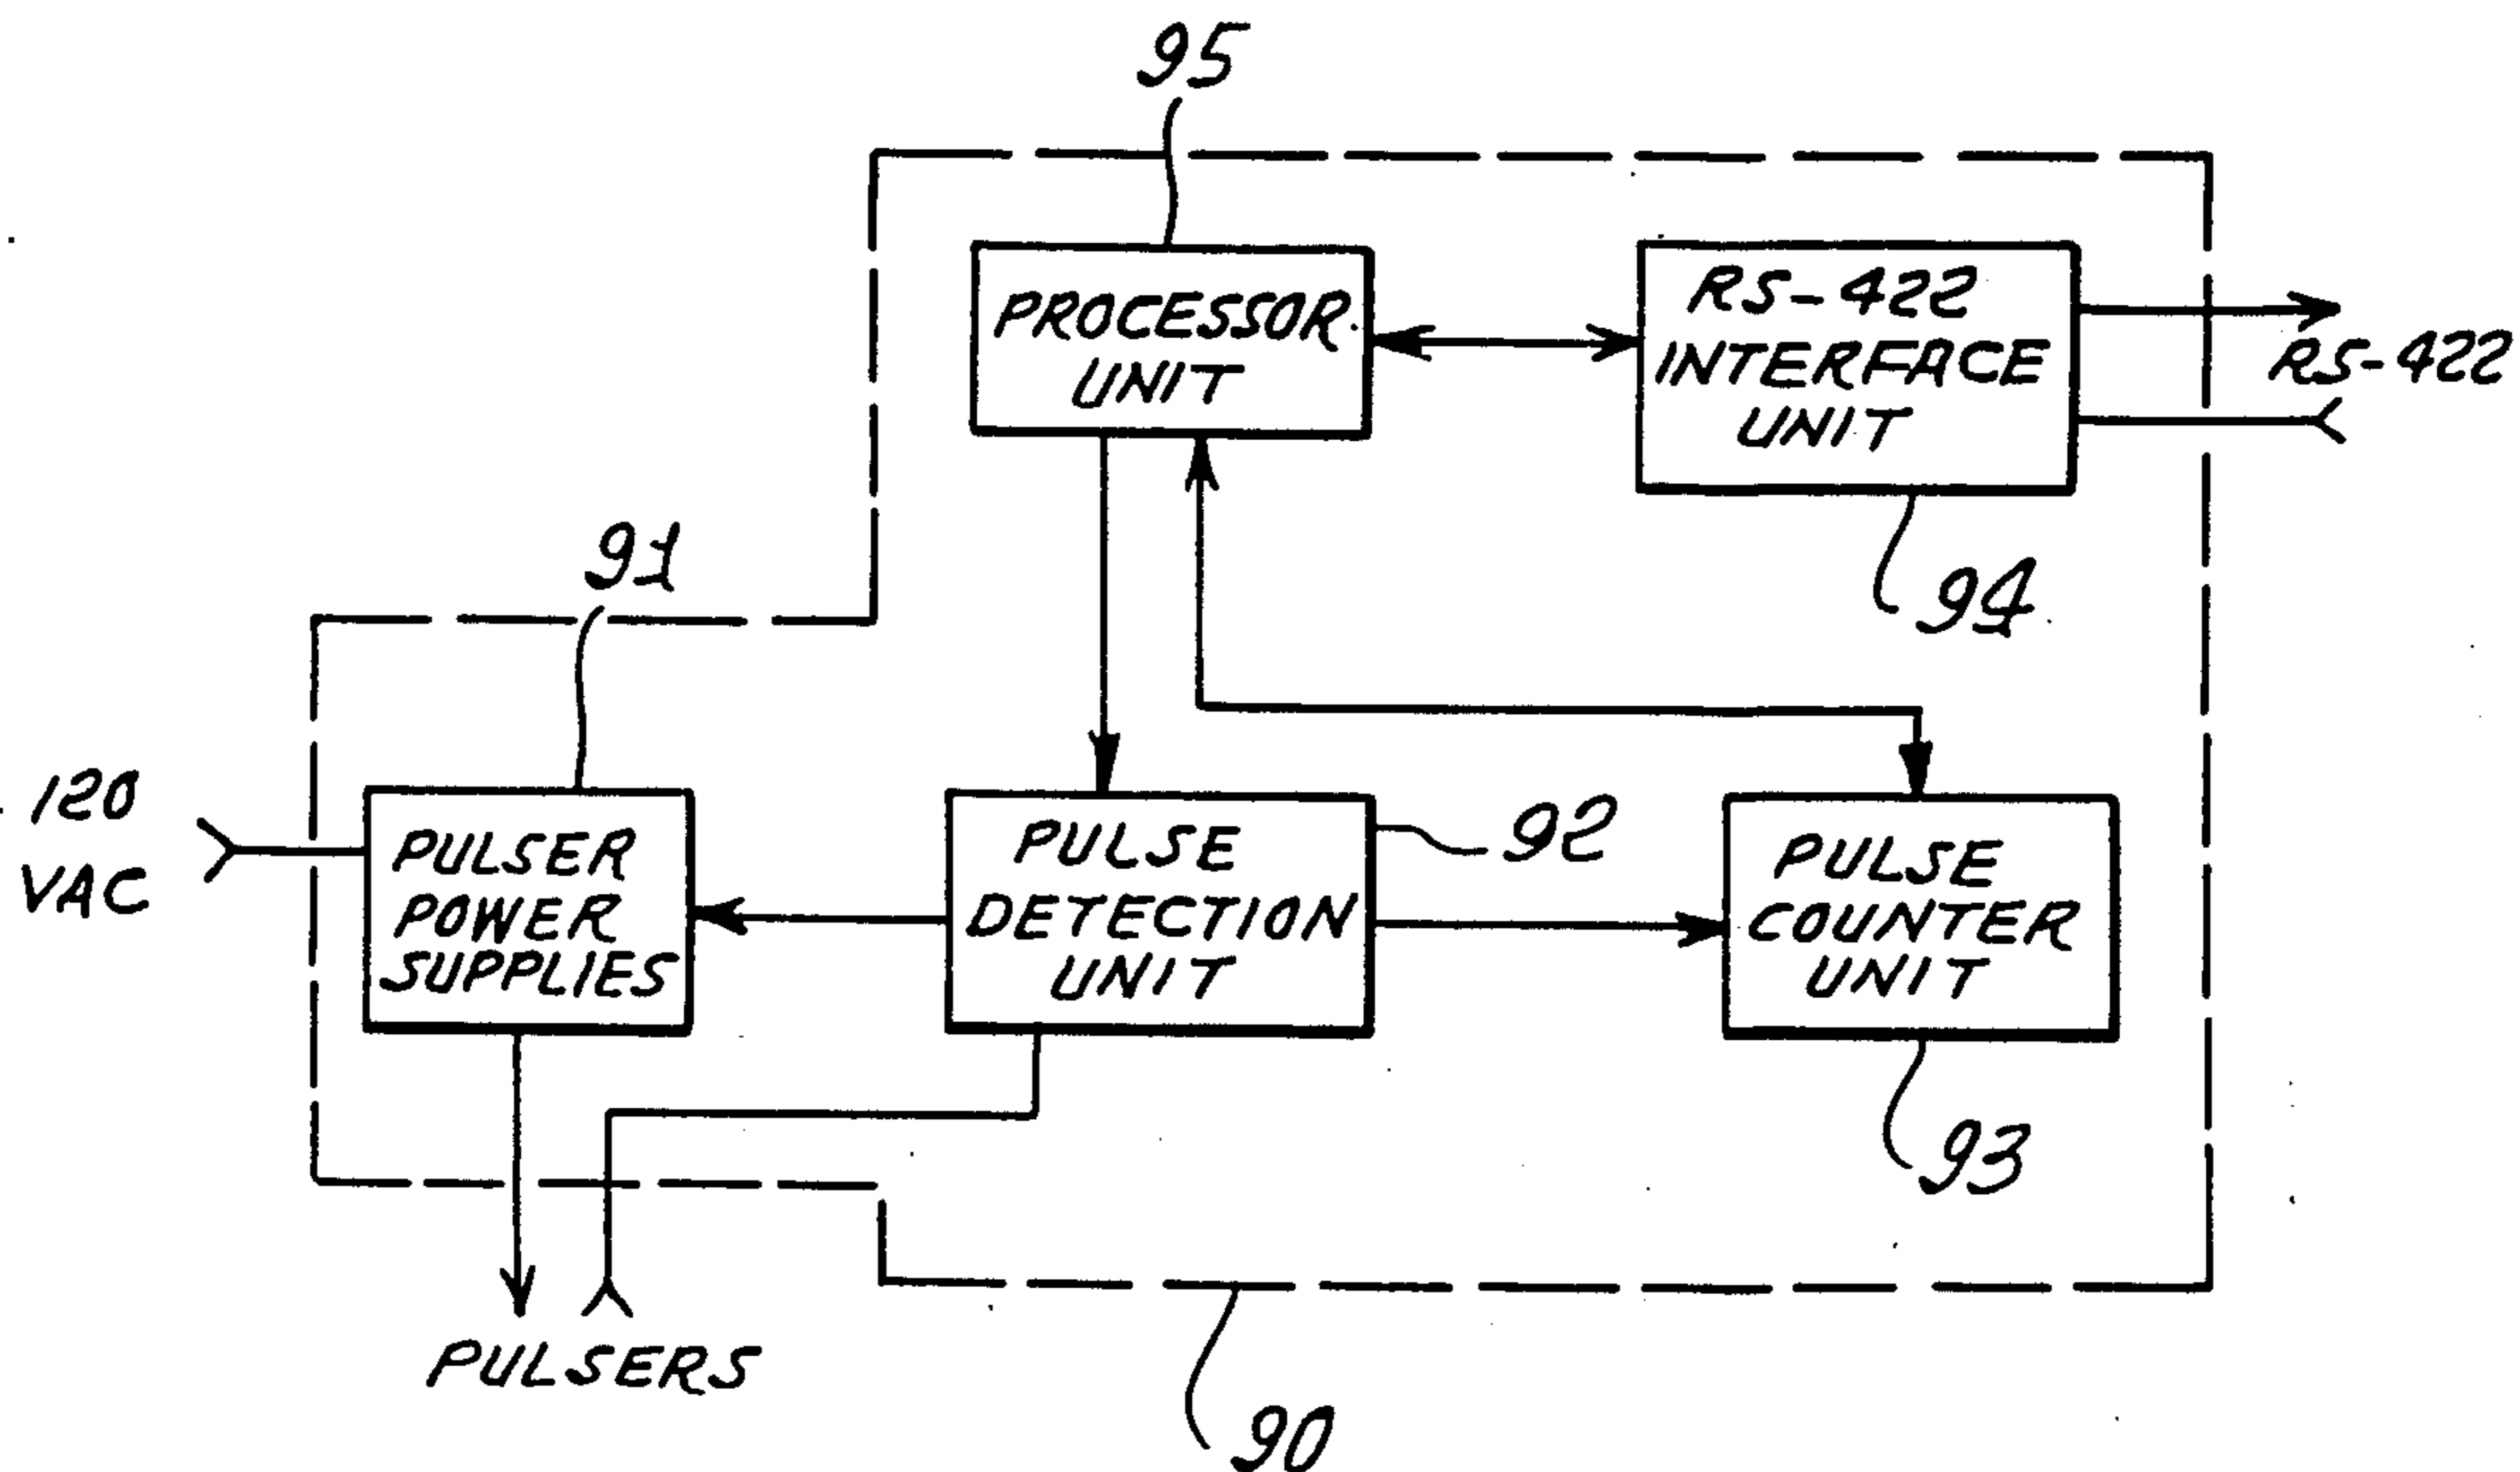 95
PROCESSOR
UNIT
RS-422
INTERFACE
UNIT
RS-422
94
91
120
VAC
PULSER
POWER
SUPPLIES
PULSE
DETECTION
UNIT
92
PULSE
COUNTER
UNIT
93
PULSERS
90